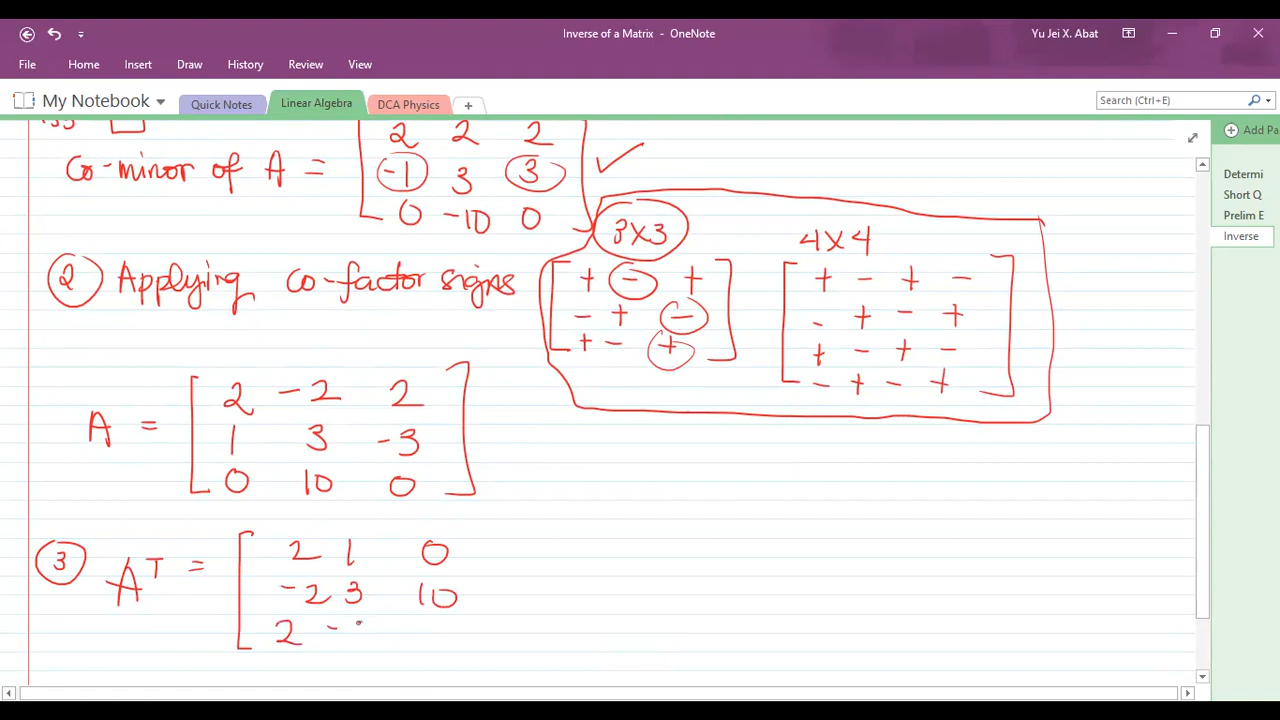 Inverse of a Matrix - OneNote
Yu Jei X. Abat
File Home Insert Draw History Review View
My Notebook Quick Notes Linear Algebra DCA Physics +
Search (Ctrl+E)
Add Pa
Determi
Short Q
Prelim E
Inverse
2 2 2
Co-minor of A = -1 3 3 ✓
0 -10 0
3X3 4X4
② Applying co-factor signs
+ - +
- + -
+ - +
+ - + -
- + - +
+ - + -
- + - +
2 -2 2
A = 1 3 -3
0 10 0
③ A^T = 2 1 0
-2 3 10
2 -